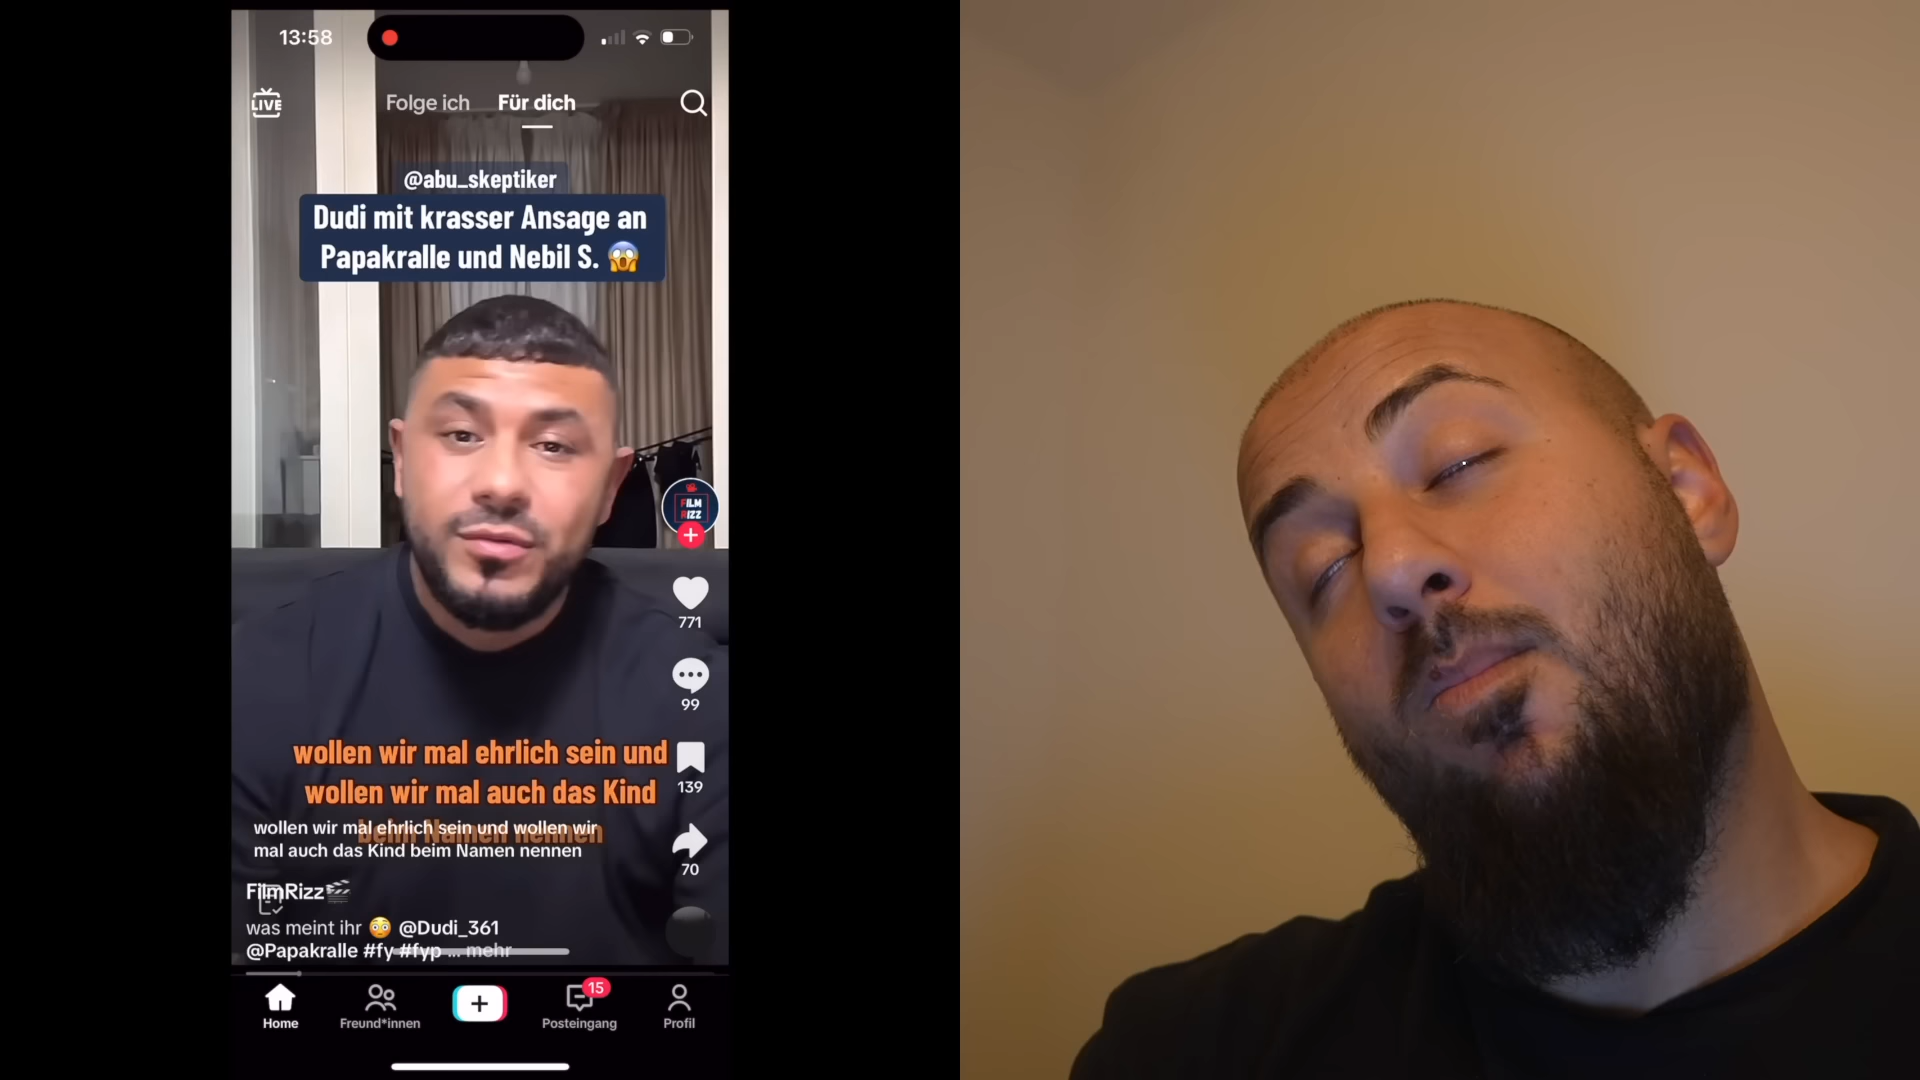 13:58
LIVE
Folge ich Für dich
@abu_skeptiker
Dudi mit krasser Ansage an
Papakralle und Nebil S. 😱
FILM
RIZZ
771
99
wollen wir mal ehrlich sein und
wollen wir mal auch das Kind
beim Namen nennen
139
wollen wir mal ehrlich sein und wollen wir
mal auch das Kind beim Namen nennen
70
FilmRizz🎬
was meint ihr 😳 @Dudi_361
@Papakralle #fy #fyp ... mehr
15
Home Freund*innen Posteingang Profil